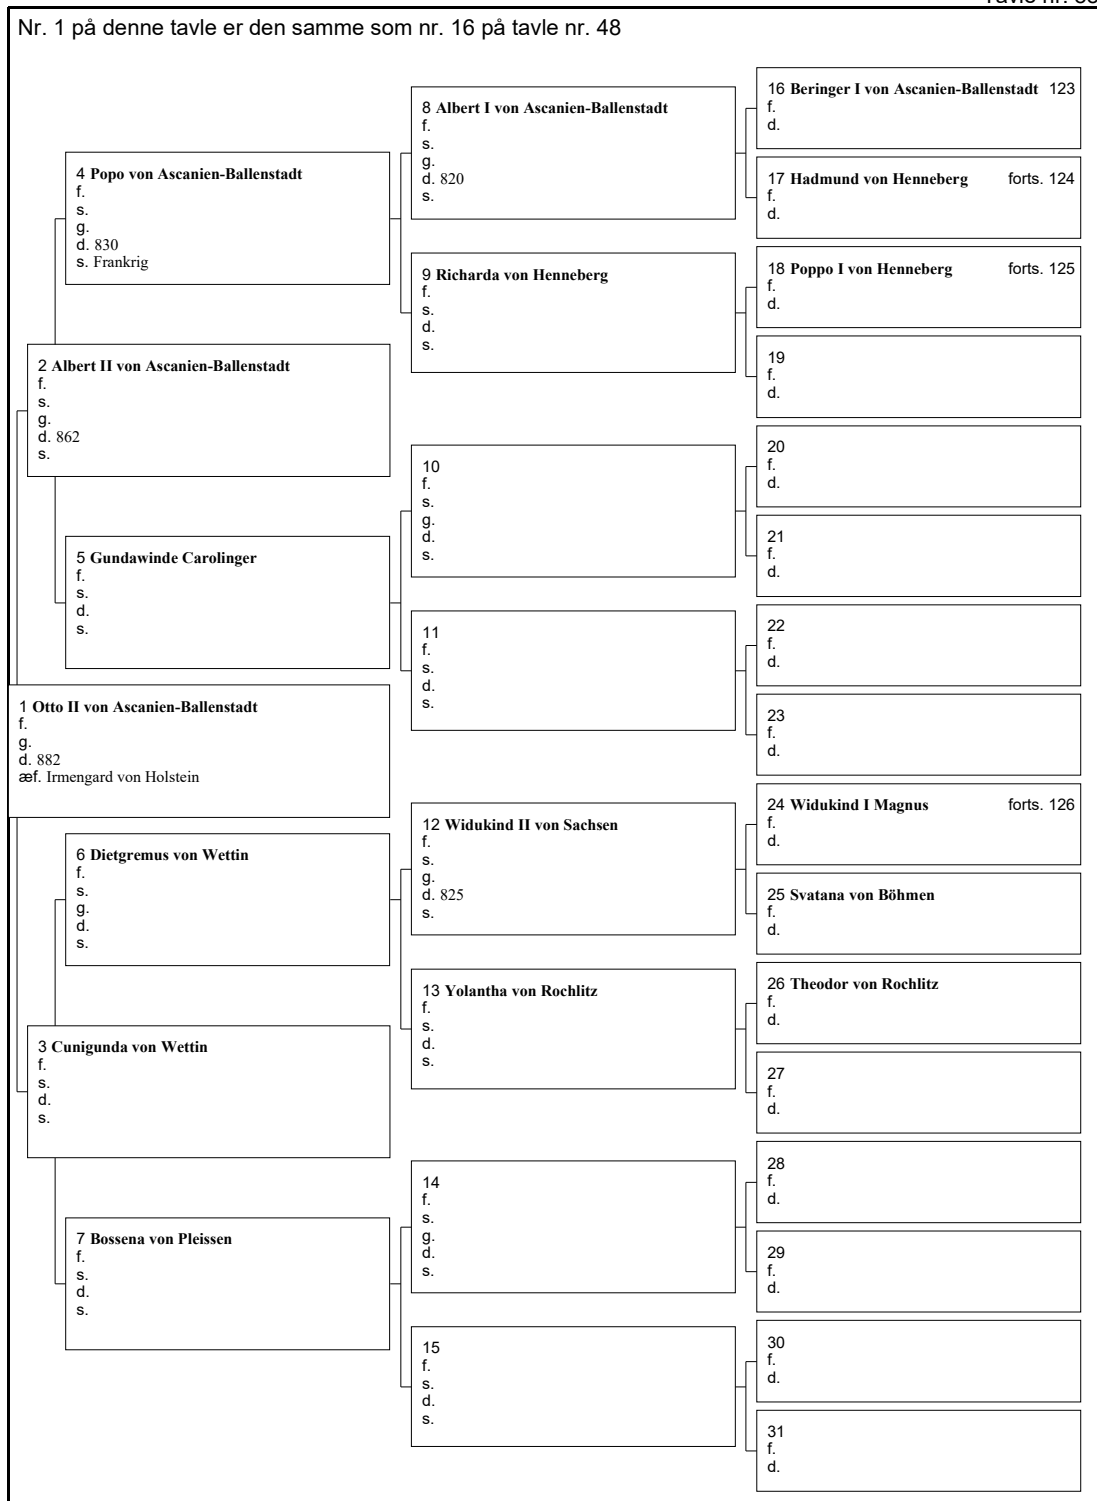 Nr. 1 på denne tavle er den samme som nr. 16 på tavle nr. 48
16 Beringer I von Ascanien-Ballenstadt 123
f.
d.
8 Albert I von Ascanien-Ballenstadt
f.
s.
g.
d. 820
s.
17 Hadmund von Henneberg forts. 124
f.
d.
4 Popo von Ascanien-Ballenstadt
f.
s.
g.
d. 830
s. Frankrig
18 Poppo I von Henneberg forts. 125
f.
d.
9 Richarda von Henneberg
f.
s.
d.
s.
19
f.
d.
2 Albert II von Ascanien-Ballenstadt
f.
s.
g.
d. 862
s.
20
f.
d.
10
f.
s.
g.
d.
s.
21
f.
d.
5 Gundawinde Carolinger
f.
s.
d.
s.
22
f.
d.
11
f.
s.
d.
s.
23
f.
d.
1 Otto II von Ascanien-Ballenstadt
f.
g.
d. 882
æf. Irmengard von Holstein
24 Widukind I Magnus forts. 126
f.
d.
12 Widukind II von Sachsen
f.
s.
g.
d. 825
s.
25 Svatana von Böhmen
f.
d.
6 Dietgremus von Wettin
f.
s.
g.
d.
s.
26 Theodor von Rochlitz
f.
d.
13 Yolantha von Rochlitz
f.
s.
d.
s.
27
f.
d.
3 Cunigunda von Wettin
f.
s.
d.
s.
28
f.
d.
14
f.
s.
g.
d.
s.
29
f.
d.
7 Bossena von Pleissen
f.
s.
d.
s.
30
f.
d.
15
f.
s.
d.
s.
31
f.
d.